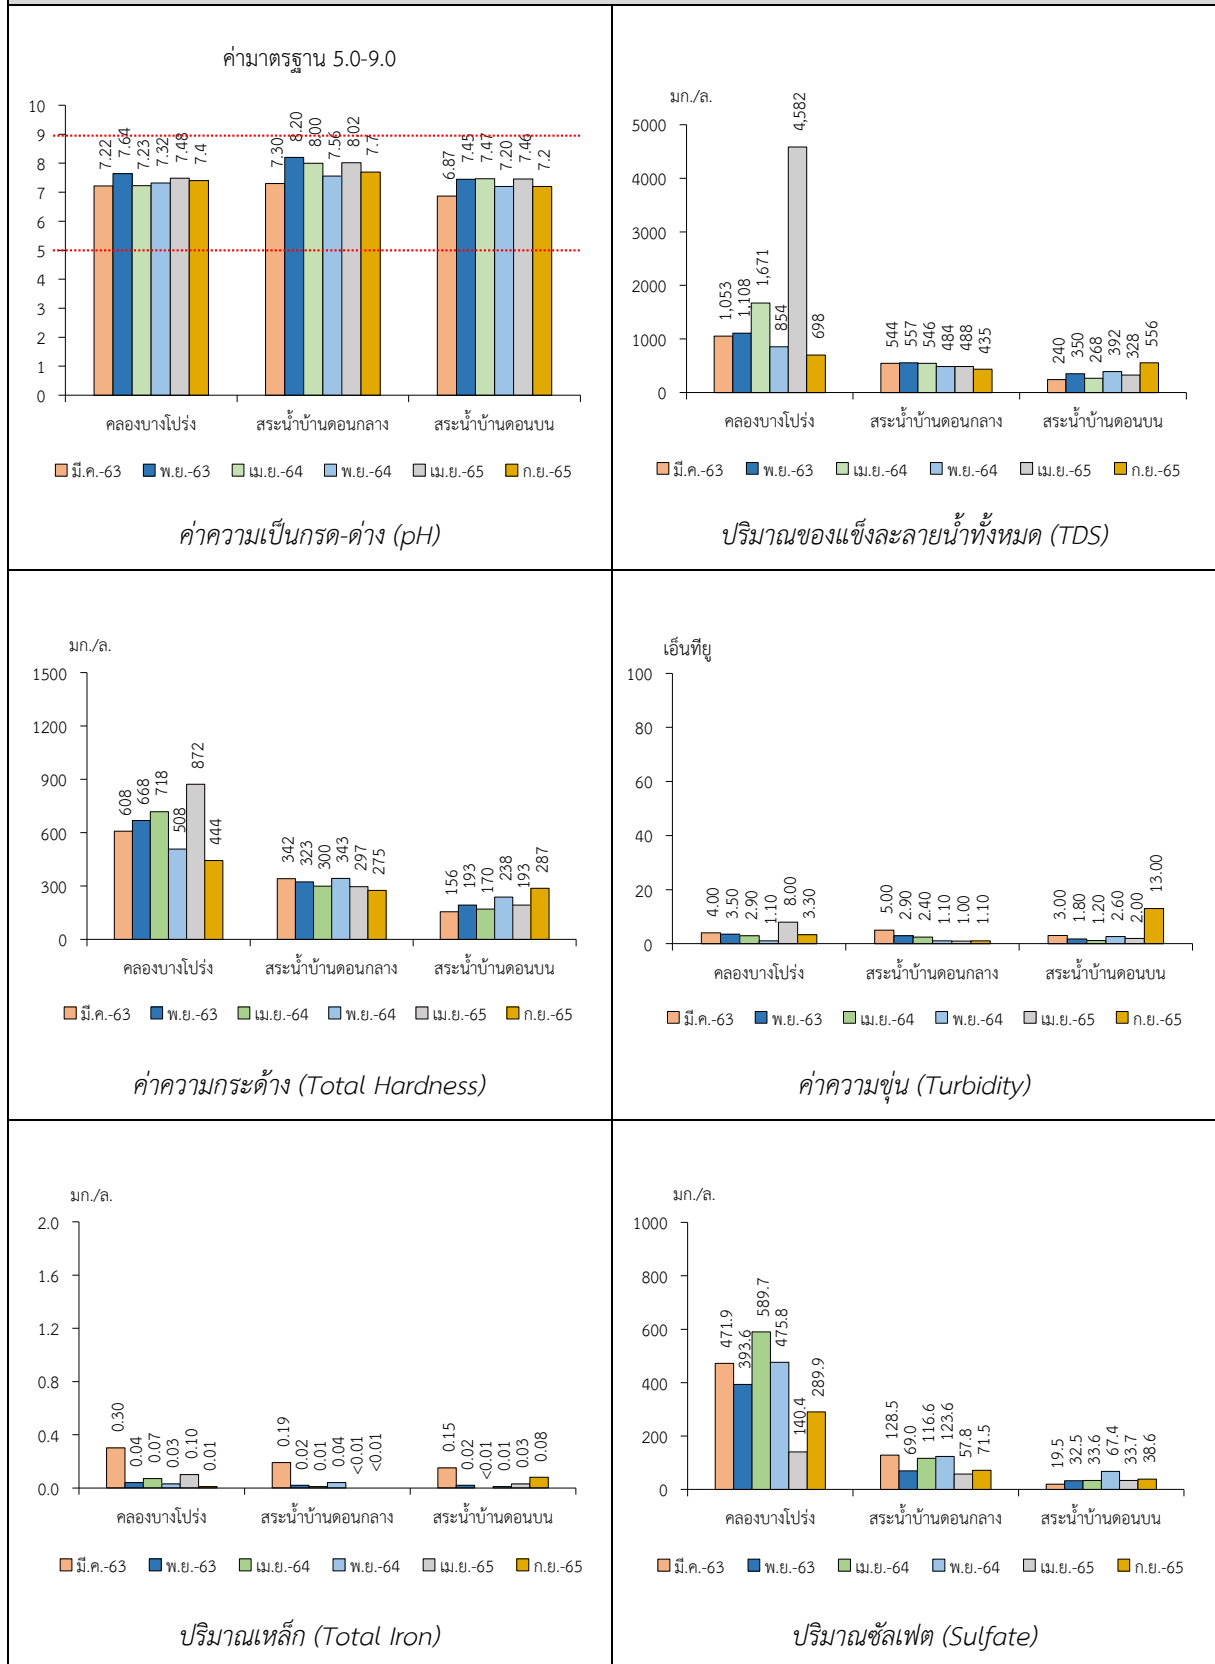 ค่ามาตรฐาน 5.0-9.0
10
9
8
7
6
5
4
3
2
1
0
7.22 7.64 7.23 7.32 7.48 7.4
7.30 8.20 8.00 7.56 8.02 7.7
6.87 7.45 7.47 7.20 7.46 7.2
คลองบางโปร่ง สระน้ำบ้านดอนกลาง สระน้ำบ้านดอนบน
มี.ค.-63 พ.ย.-63 เม.ย.-64 พ.ย.-64 เม.ย.-65 ก.ย.-65
ค่าความเป็นกรด-ด่าง (pH)
มก./ล.
5000
4000
3000
2000
1000
0
1,053 1,108 1,671 854 4,582 698
544 557 546 484 488 435
240 350 268 392 328 556
คลองบางโปร่ง สระน้ำบ้านดอนกลาง สระน้ำบ้านดอนบน
มี.ค.-63 พ.ย.-63 เม.ย.-64 พ.ย.-64 เม.ย.-65 ก.ย.-65
ปริมาณของแข็งละลายน้ำทั้งหมด (TDS)
มก./ล.
1500
1200
900
600
300
0
608 668 718 508 872 444
342 323 300 343 297 275
156 193 170 238 193 287
คลองบางโปร่ง สระน้ำบ้านดอนกลาง สระน้ำบ้านดอนบน
มี.ค.-63 พ.ย.-63 เม.ย.-64 พ.ย.-64 เม.ย.-65 ก.ย.-65
ค่าความกระด้าง (Total Hardness)
เอ็นทียู
100
80
60
40
20
0
4.00 3.50 2.90 1.10 8.00 3.30
5.00 2.90 2.40 1.10 1.00 1.10
3.00 1.80 1.20 2.60 2.00 13.00
คลองบางโปร่ง สระน้ำบ้านดอนกลาง สระน้ำบ้านดอนบน
มี.ค.-63 พ.ย.-63 เม.ย.-64 พ.ย.-64 เม.ย.-65 ก.ย.-65
ค่าความขุ่น (Turbidity)
มก./ล.
2.0
1.6
1.2
0.8
0.4
0.0
0.30 0.04 0.07 0.03 0.10 0.01
0.19 0.02 0.01 0.04 <0.01 <0.01
0.15 0.02 <0.01 0.01 0.03 0.08
คลองบางโปร่ง สระน้ำบ้านดอนกลาง สระน้ำบ้านดอนบน
มี.ค.-63 พ.ย.-63 เม.ย.-64 พ.ย.-64 เม.ย.-65 ก.ย.-65
ปริมาณเหล็ก (Total Iron)
มก./ล.
1000
800
600
400
200
0
471.9 393.6 589.7 475.8 140.4 289.9
128.5 69.0 116.6 123.6 57.8 71.5
19.5 32.5 33.6 67.4 33.7 38.6
คลองบางโปร่ง สระน้ำบ้านดอนกลาง สระน้ำบ้านดอนบน
มี.ค.-63 พ.ย.-63 เม.ย.-64 พ.ย.-64 เม.ย.-65 ก.ย.-65
ปริมาณซัลเฟต (Sulfate)